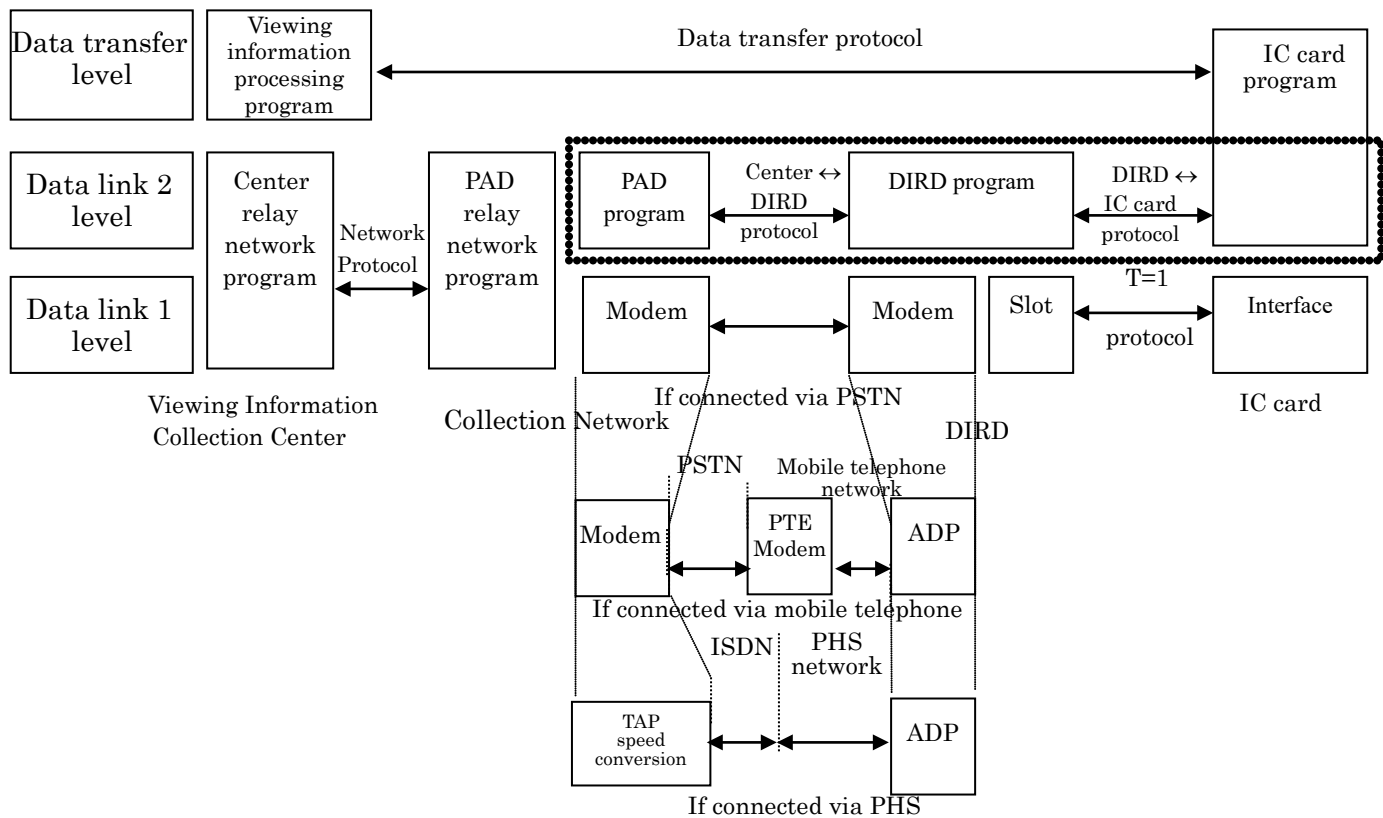 Data transfer
level
Viewing
information
processing
program
Data transfer protocol
IC card
program
Data link 2
level
Center
relay
network
program
Network
Protocol
PAD
relay
network
program
PAD
program
Center ↔
DIRD
protocol
DIRD program
DIRD ↔
IC card
protocol
Data link 1
level
Modem
Modem
Slot
T=1
protocol
Interface
Viewing Information
Collection Center
Collection Network
If connected via PSTN
DIRD
IC card
PSTN
Mobile telephone
network
Modem
PTE
Modem
ADP
If connected via mobile telephone
ISDN
PHS
network
TAP
speed
conversion
ADP
If connected via PHS